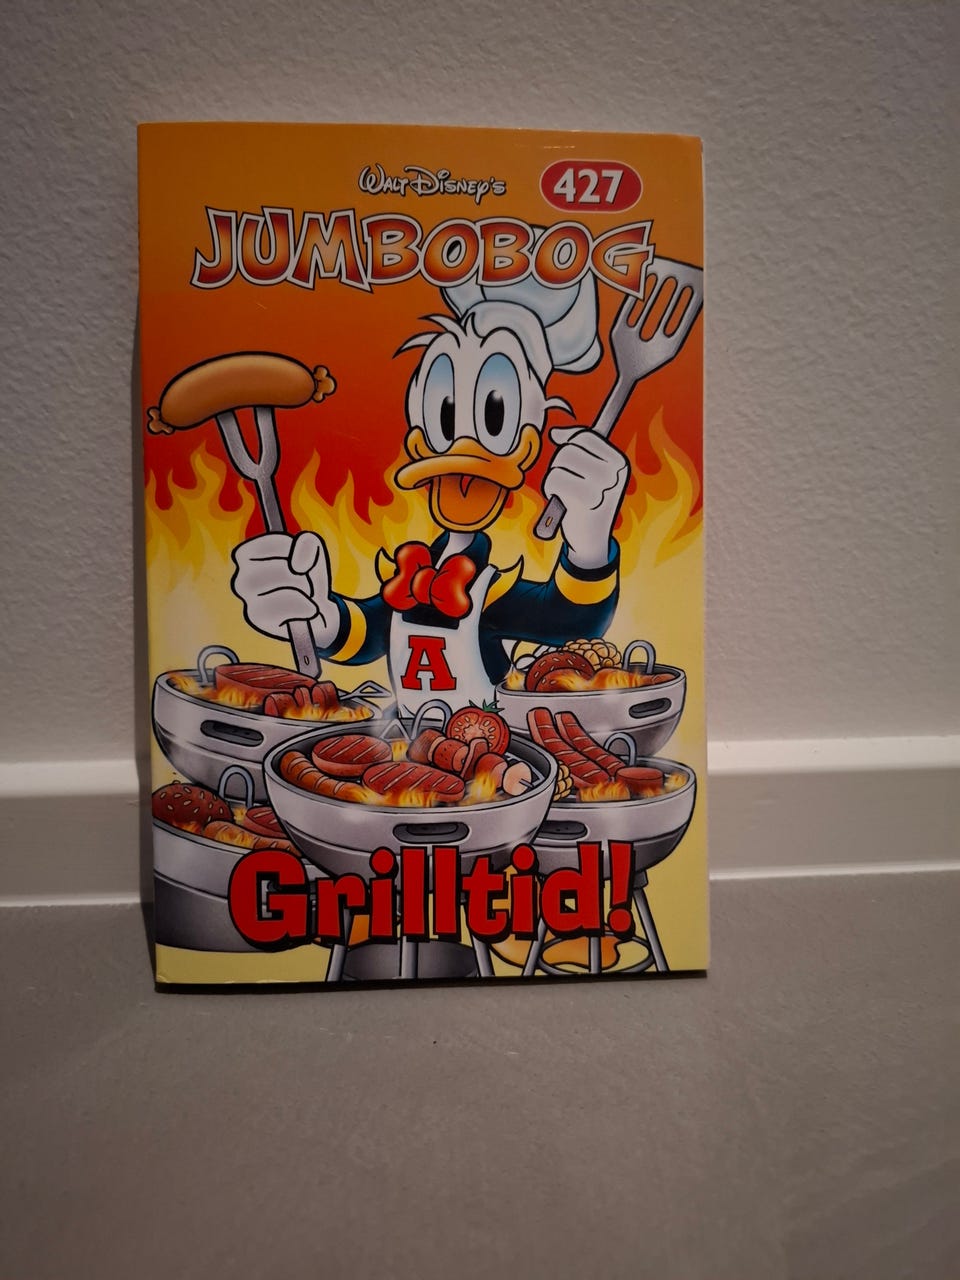 WALT DISNEY'S
427
JUMBOBOG
A
Grilltid!